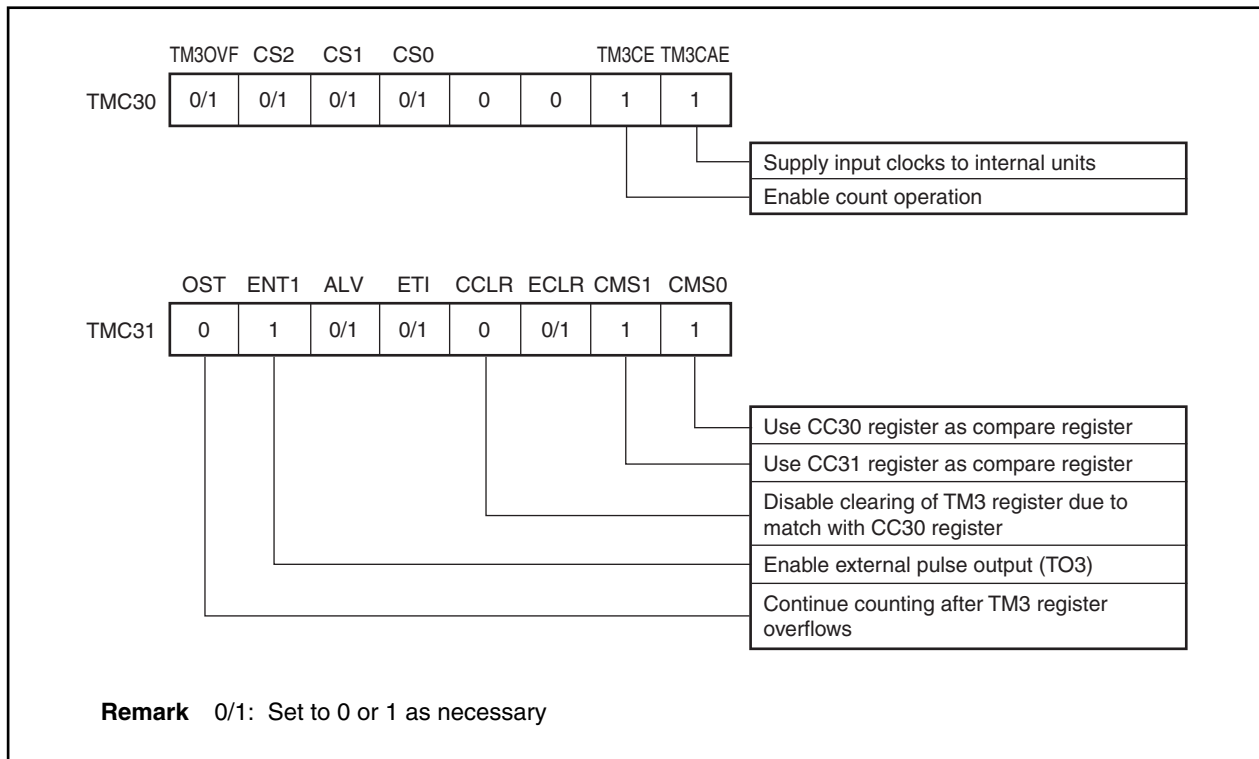 TM3OVF CS2 CS1 CS0 TM3CE TM3CAE
TMC30 0/1 0/1 0/1 0/1 0 0 1 1
Supply input clocks to internal units
Enable count operation
OST ENT1 ALV ETI CCLR ECLR CMS1 CMS0
TMC31 0 1 0/1 0/1 0 0/1 1 1
Use CC30 register as compare register
Use CC31 register as compare register
Disable clearing of TM3 register due to
match with CC30 register
Enable external pulse output (TO3)
Continue counting after TM3 register
overflows
Remark 0/1: Set to 0 or 1 as necessary